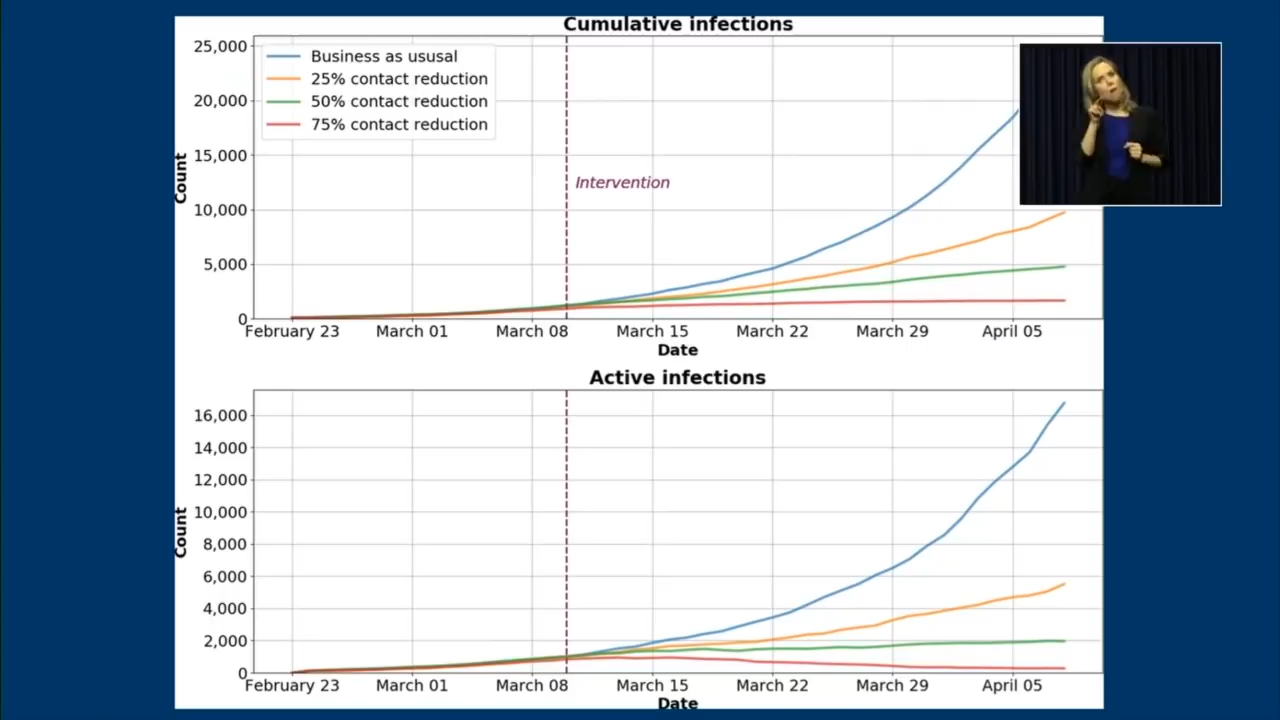 Cumulative infections
25,000
20,000
15,000
10,000
5,000
0
Count
Business as ususal
25% contact reduction
50% contact reduction
75% contact reduction
Intervention
February 23 March 01 March 08 March 15 March 22 March 29 April 05
Date
Active infections
16,000
14,000
12,000
10,000
8,000
6,000
4,000
2,000
0
Count
February 23 March 01 March 08 March 15 March 22 March 29 April 05
Date